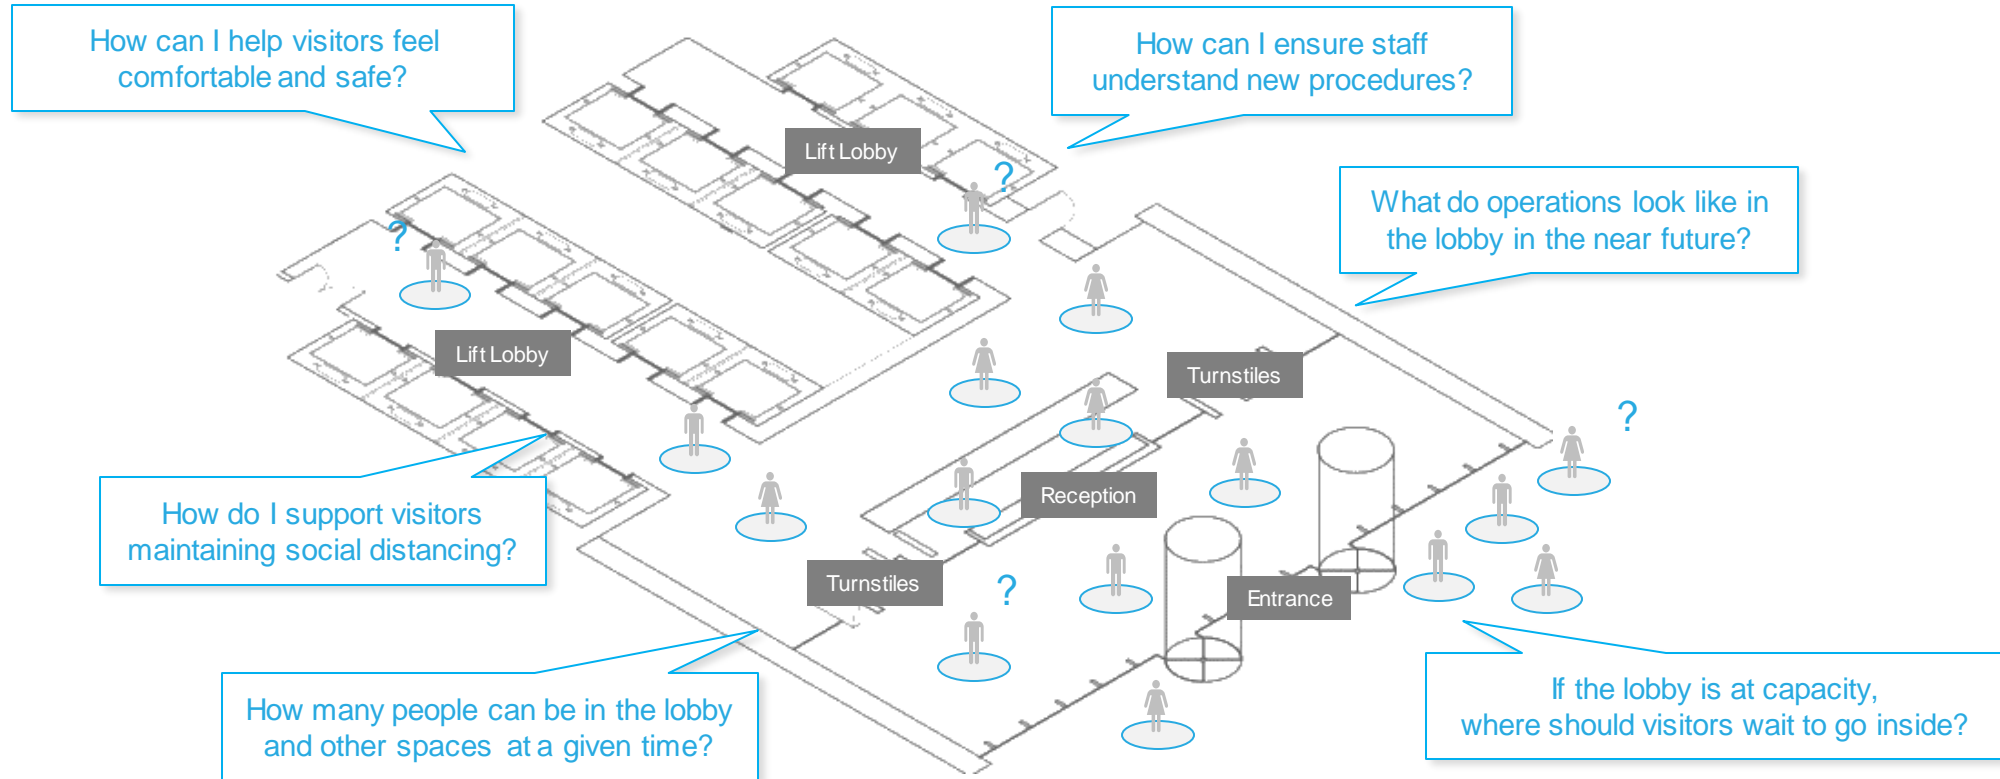 How can I help visitors feel
comfortable and safe?
How can I ensure staff
understand new procedures?
Lift Lobby
?
What do operations look like in
the lobby in the near future?
?
Lift Lobby
Turnstiles
?
Reception
How do I support visitors
maintaining social distancing?
Turnstiles
?
Entrance
How many people can be in the lobby
and other spaces at a given time?
If the lobby is at capacity,
where should visitors wait to go inside?